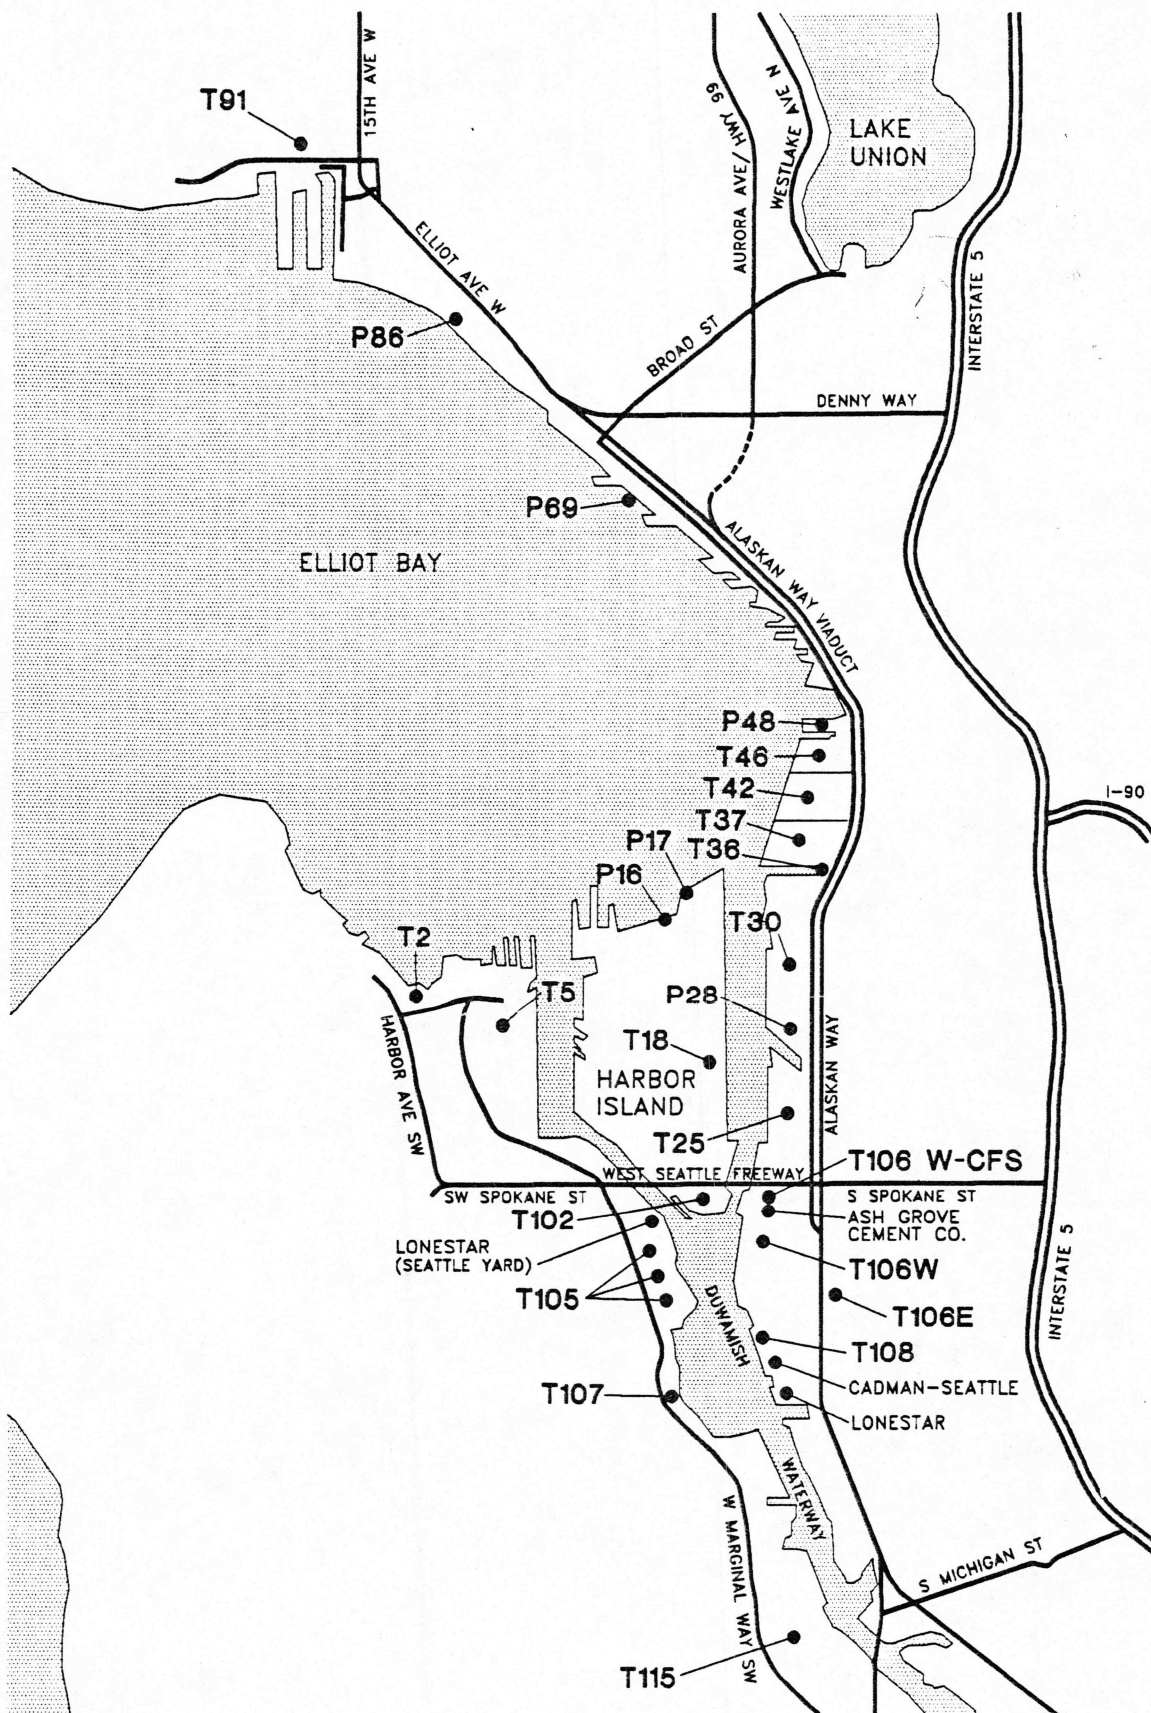 15TH AVE W
T91
AURORA AVE/ HWY 99
WESTLAKE AVE N
LAKE
UNION
ELLIOT AVE W
INTERSTATE 5
P86
BROAD ST
DENNY WAY
P69
ALASKAN WAY VIADUCT
ELLIOT BAY
P48
T46
T42
I-90
T37
P17
T36
P16
T30
T2
T5
P28
HARBOR AVE SW
T18
ALASKAN WAY
HARBOR
ISLAND
T25
T106 W-CFS
WEST SEATTLE FREEWAY
SW SPOKANE ST
S SPOKANE ST
T102
ASH GROVE
CEMENT CO.
LONESTAR
(SEATTLE YARD)
T106W
T105
DUWAMISH
T106E
INTERSTATE 5
T108
CADMAN-SEATTLE
T107
LONESTAR
WATERWAY
W MARGINAL WAY SW
S MICHIGAN ST
T115